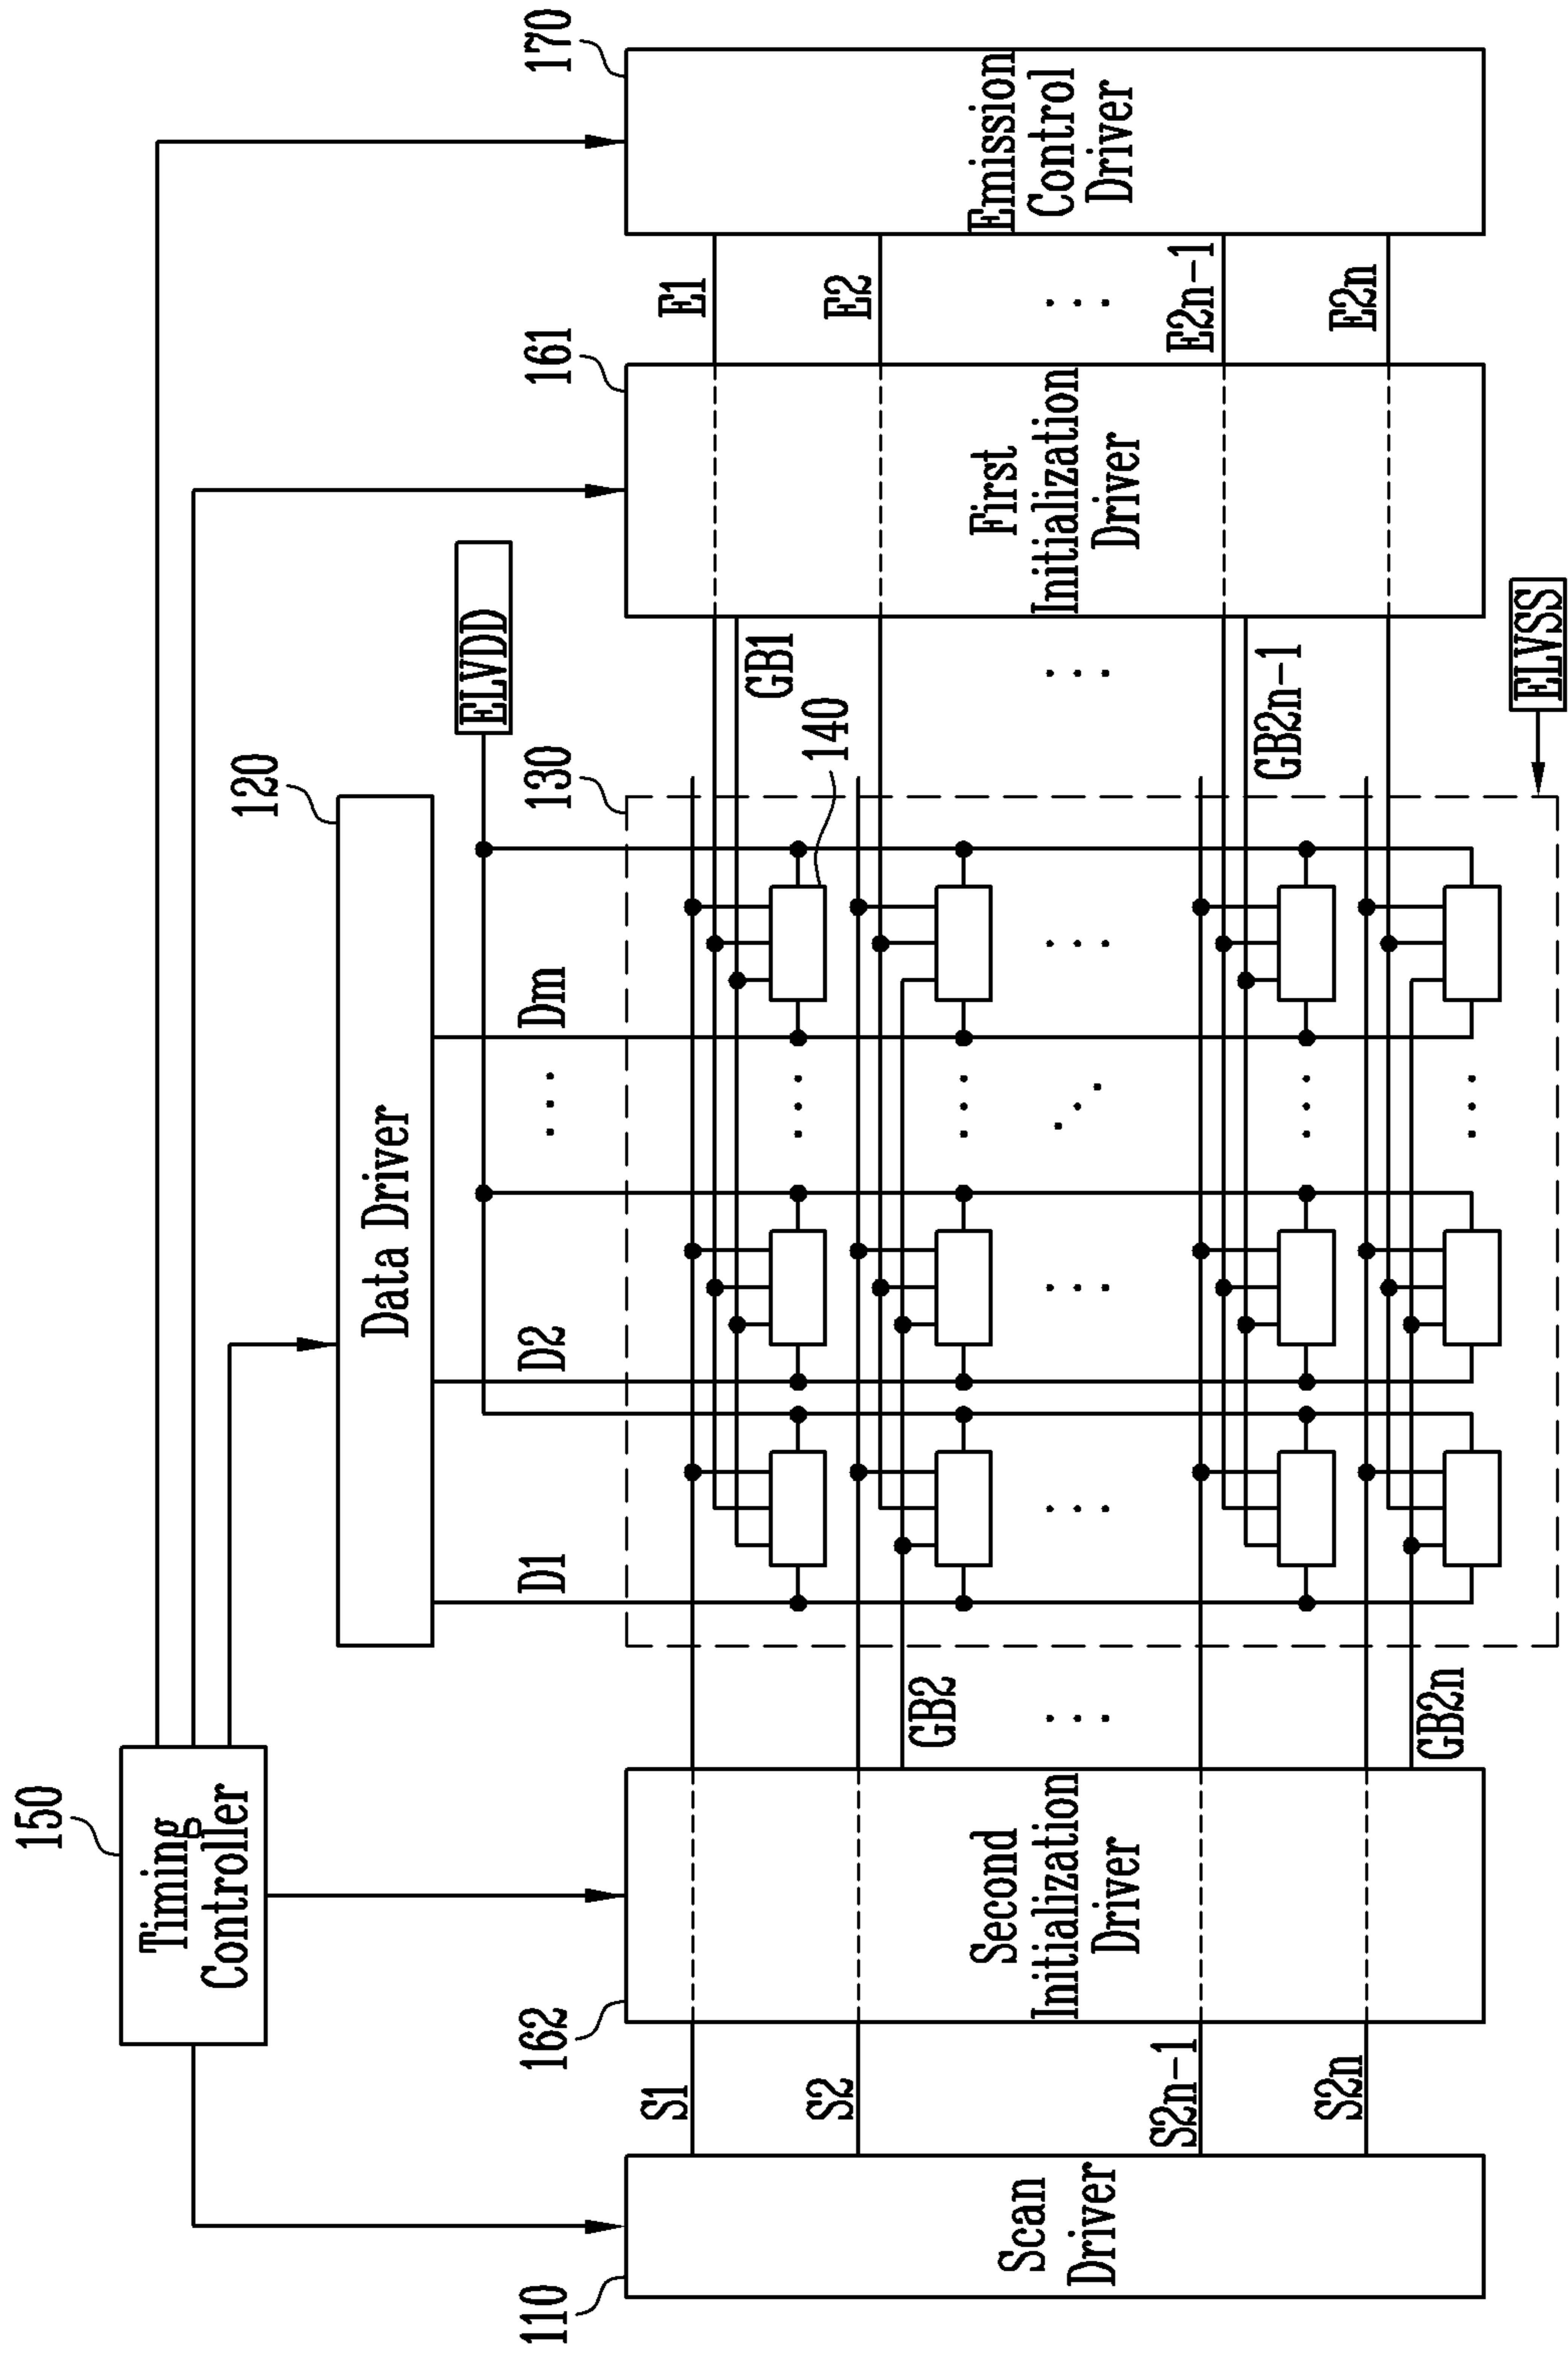 150
Timing
Controller
120
Data Driver
ELVDD
110
162
130
161
170
D1
D2
. . .
Dm
Scan
Driver
Second
Initialization
Driver
First
Initialization
Driver
Emission
Control
Driver
S1
S2
S2n-1
S2n
GB2
. . .
GB2n
140
GB1
. . .
GB2n-1
E1
E2
. . .
E2n-1
E2n
ELVSS